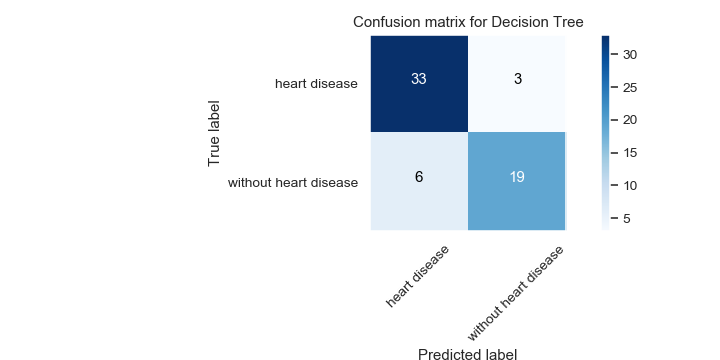 Confusion matrix for Decision Tree
True label
heart disease
without heart disease
33
3
6
19
heart disease
without heart disease
Predicted label
30
25
20
15
10
5